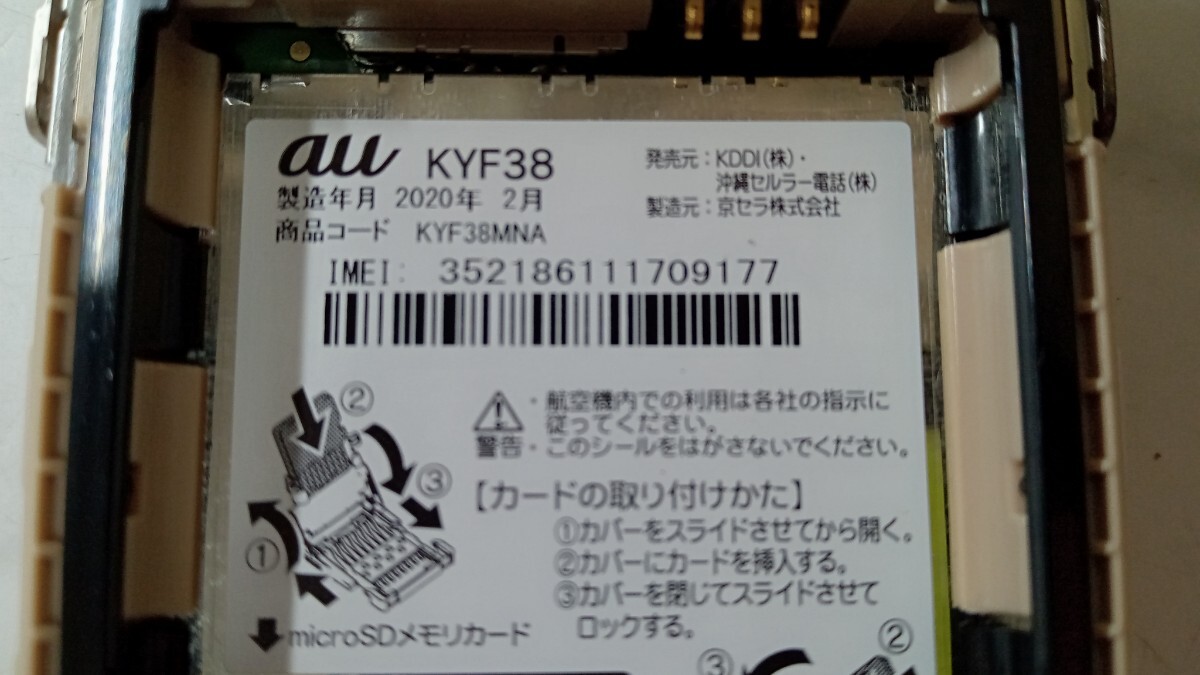 au KYF38
製造年月 2020年 2月
商品コード KYF38MNA
発売元：KDDI(株)・
沖縄セルラー電話(株)
製造元：京セラ株式会社
IMEI: 352186111709177
② ③ ①
・航空機内での利用は各社の指示に
従ってください。
警告・このシールをはがさないでください。
【カードの取り付けかた】
①カバーをスライドさせてから開く。
②カバーにカードを挿入する。
③カバーを閉じてスライドさせて
ロックする。
microSDメモリカード
③ ②